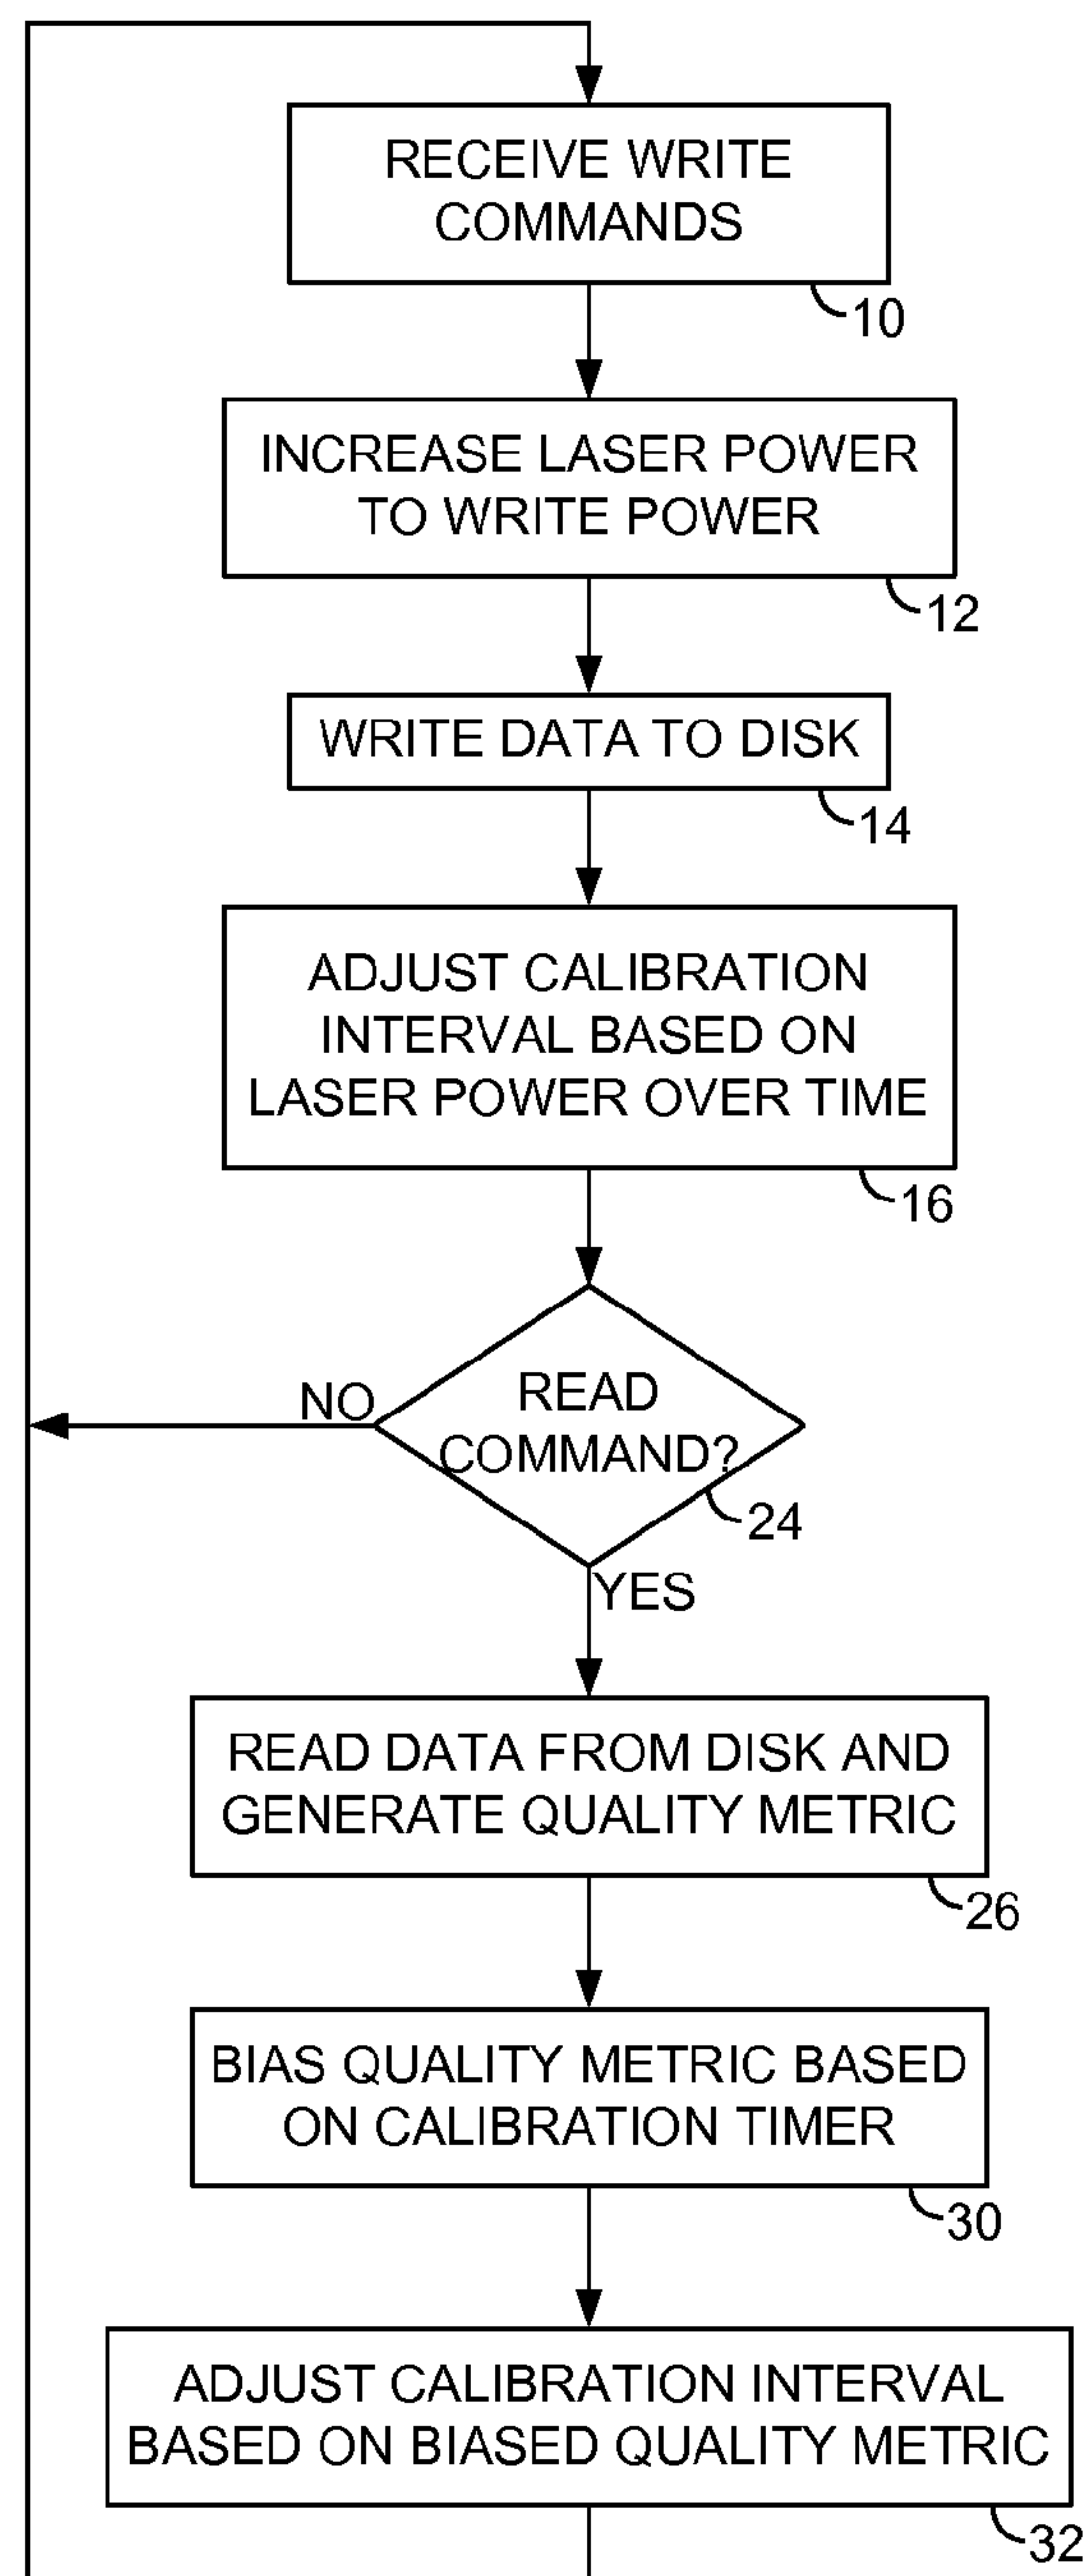 RECEIVE WRITE
COMMANDS
10
INCREASE LASER POWER
TO WRITE POWER
12
WRITE DATA TO DISK
14
ADJUST CALIBRATION
INTERVAL BASED ON
LASER POWER OVER TIME
16
NO
READ
COMMAND?
24
YES
READ DATA FROM DISK AND
GENERATE QUALITY METRIC
26
BIAS QUALITY METRIC BASED
ON CALIBRATION TIMER
30
ADJUST CALIBRATION INTERVAL
BASED ON BIASED QUALITY METRIC
32